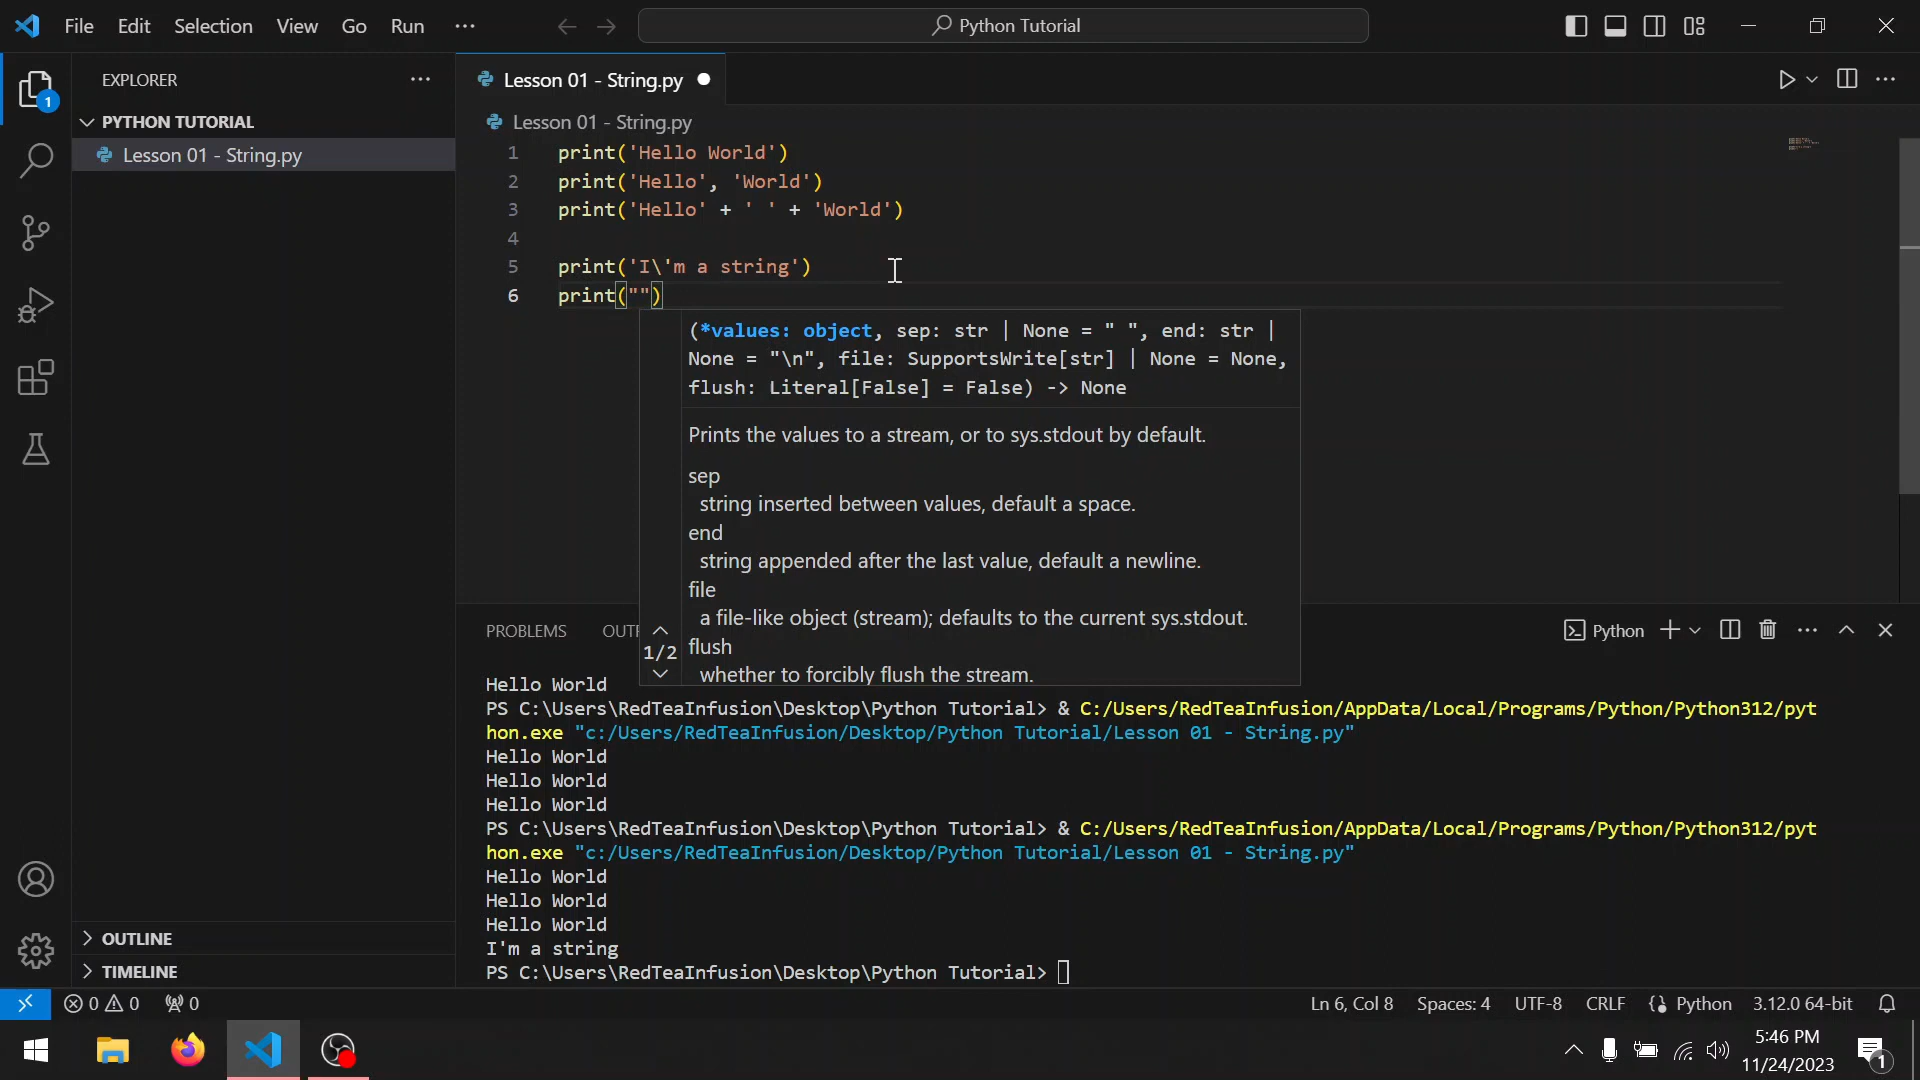 File Edit Selection View Go Run ···
Python Tutorial
EXPLORER
PYTHON TUTORIAL
Lesson 01 - String.py
OUTLINE
TIMELINE
1
Lesson 01 - String.py
Lesson 01 - String.py
1 print('Hello World')
2 print('Hello', 'World')
3 print('Hello' + ' ' + 'World')
4
5 print('I\'m a string')
6 print("")
(*values: object, sep: str | None = " ", end: str |
None = "\n", file: SupportsWrite[str] | None = None,
flush: Literal[False] = False) -> None
Prints the values to a stream, or to sys.stdout by default.
sep
string inserted between values, default a space.
end
string appended after the last value, default a newline.
file
a file-like object (stream); defaults to the current sys.stdout.
flush
whether to forcibly flush the stream.
1/2
PROBLEMS OUTP Python
Hello World
PS C:\Users\RedTeaInfusion\Desktop\Python Tutorial> & C:/Users/RedTeaInfusion/AppData/Local/Programs/Python/Python312/pyt
hon.exe "c:/Users/RedTeaInfusion/Desktop/Python Tutorial/Lesson 01 - String.py"
Hello World
Hello World
Hello World
PS C:\Users\RedTeaInfusion\Desktop\Python Tutorial> & C:/Users/RedTeaInfusion/AppData/Local/Programs/Python/Python312/pyt
hon.exe "c:/Users/RedTeaInfusion/Desktop/Python Tutorial/Lesson 01 - String.py"
Hello World
Hello World
Hello World
I'm a string
PS C:\Users\RedTeaInfusion\Desktop\Python Tutorial>
0 0 0 Ln 6, Col 8 Spaces: 4 UTF-8 CRLF Python 3.12.0 64-bit
5:46 PM
11/24/2023
1